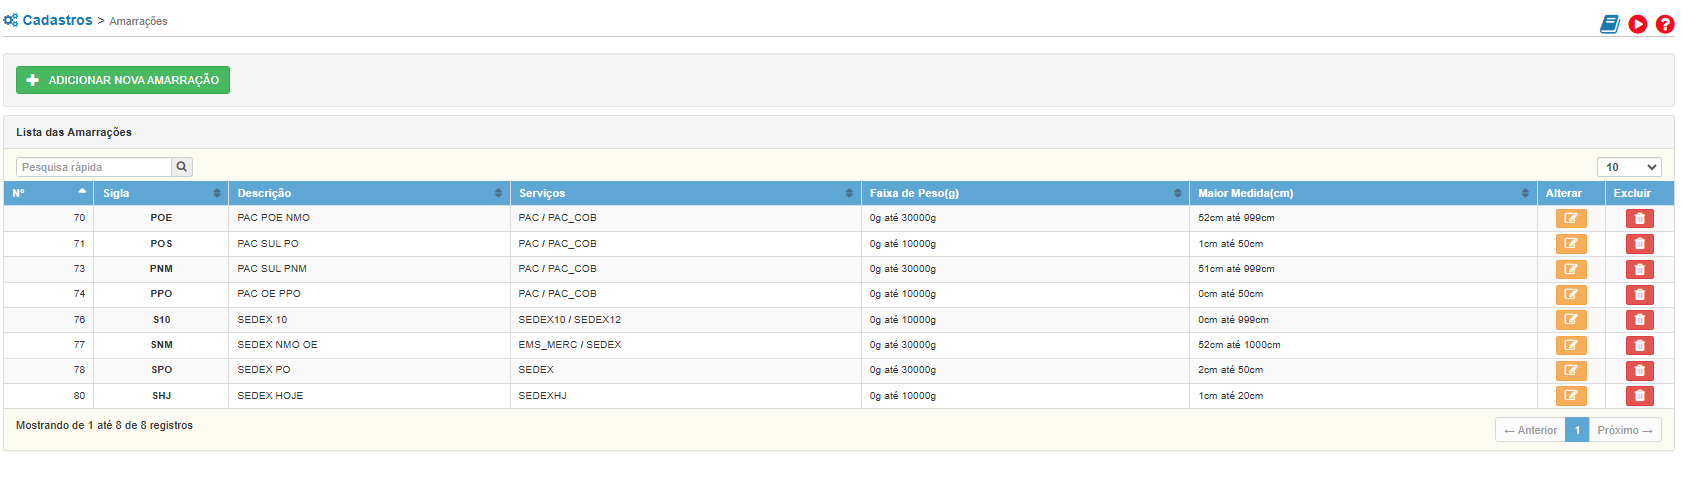 Cadastros > Amarrações
ADICIONAR NOVA AMARRAÇÃO
Lista das Amarrações
Pesquisa rápida
10
Nº Sigla Descrição Serviços Faixa de Peso(g) Maior Medida(cm) Alterar Excluir
70 POE PAC POE NMO PAC / PAC_COB 0g até 30000g 52cm até 999cm
71 POS PAC SUL PO PAC / PAC_COB 0g até 10000g 1cm até 50cm
73 PNM PAC SUL PNM PAC / PAC_COB 0g até 30000g 51cm até 999cm
74 PPO PAC OE PPO PAC / PAC_COB 0g até 10000g 0cm até 50cm
76 S10 SEDEX 10 SEDEX10 / SEDEX12 0g até 10000g 0cm até 999cm
77 SNM SEDEX NMO OE EMS_MERC / SEDEX 0g até 30000g 52cm até 1000cm
78 SPO SEDEX PO SEDEX 0g até 30000g 2cm até 50cm
80 SHJ SEDEX HOJE SEDEXHJ 0g até 10000g 1cm até 20cm
Mostrando de 1 até 8 de 8 registros
← Anterior 1 Próximo →